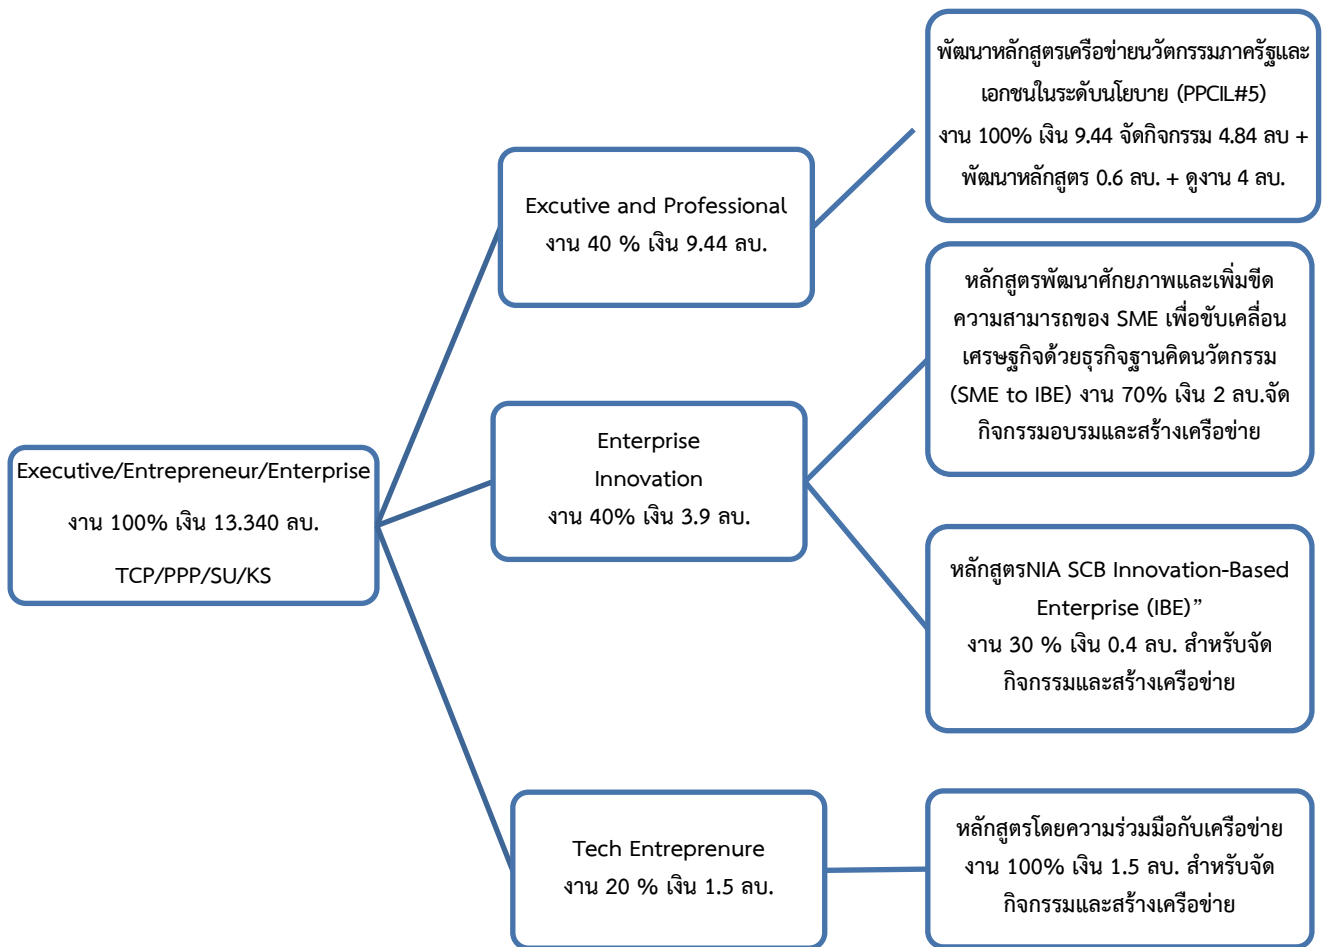 Executive/Entrepreneur/Enterprise
งาน 100% เงิน 13.340 ลบ.
TCP/PPP/SU/KS
Excutive and Professional
งาน 40 % เงิน 9.44 ลบ.
พัฒนาหลักสูตรเครือข่ายนวัตกรรมภาครัฐและ
เอกชนในระดับนโยบาย (PPCIL#5)
งาน 100% เงิน 9.44 จัดกิจกรรม 4.84 ลบ +
พัฒนาหลักสูตร 0.6 ลบ. + ดูงาน 4 ลบ.
Enterprise
Innovation
งาน 40% เงิน 3.9 ลบ.
หลักสูตรพัฒนาศักยภาพและเพิ่มขีด
ความสามารถของ SME เพื่อขับเคลื่อน
เศรษฐกิจด้วยธุรกิจฐานคิดนวัตกรรม
(SME to IBE) งาน 70% เงิน 2 ลบ.จัด
กิจกรรมอบรมและสร้างเครือข่าย
หลักสูตรNIA SCB Innovation-Based
Enterprise (IBE)”
งาน 30 % เงิน 0.4 ลบ. สำหรับจัด
กิจกรรมและสร้างเครือข่าย
Tech Entreprenure
งาน 20 % เงิน 1.5 ลบ.
หลักสูตรโดยความร่วมมือกับเครือข่าย
งาน 100% เงิน 1.5 ลบ. สำหรับจัด
กิจกรรมและสร้างเครือข่าย